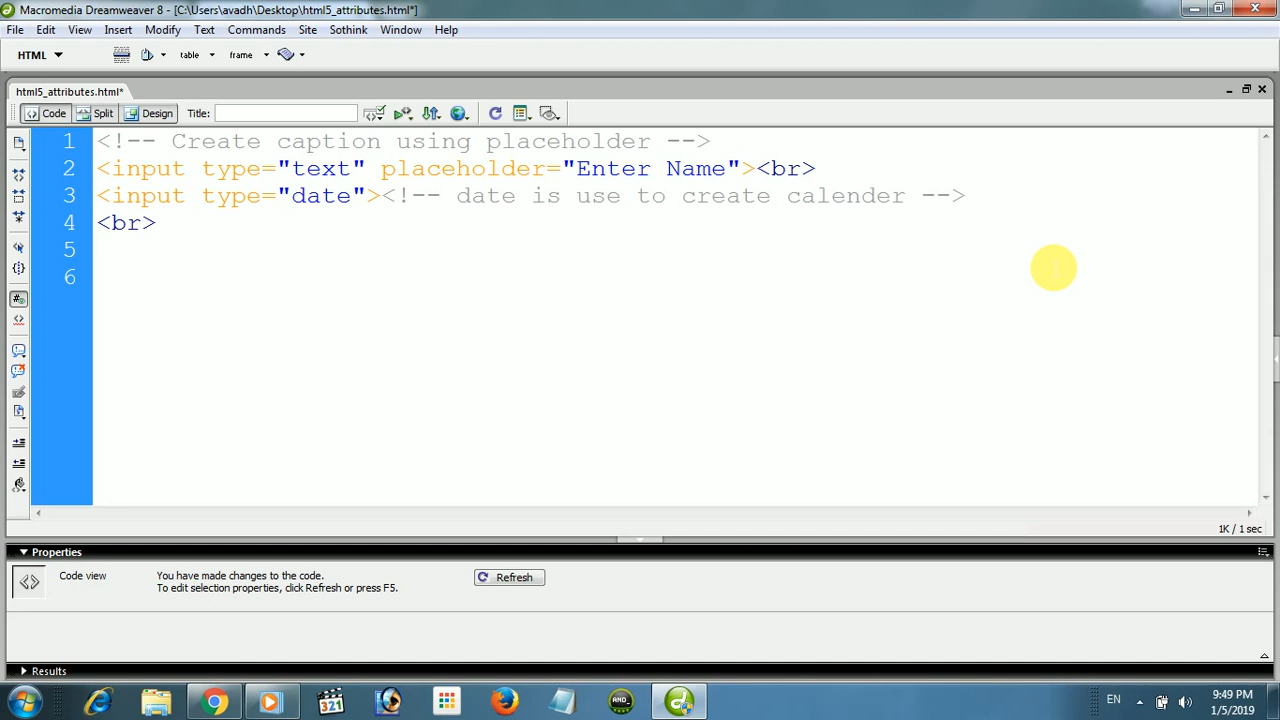 Macromedia Dreamweaver 8 - [C:\Users\avadh\Desktop\html5_attributes.html*]
File Edit View Insert Modify Text Commands Site Sothink Window Help
HTML table frame
html5_attributes.html*
Code Split Design Title:
1 <!-- Create caption using placeholder -->
2 <input type="text" placeholder="Enter Name"><br>
3 <input type="date"><!-- date is use to create calender -->
4 <br>
5
6
1K / 1 sec
Properties
Code view You have made changes to the code. Refresh
To edit selection properties, click Refresh or press F5.
Results
321 AND_ EN 9:49 PM
1/5/2019